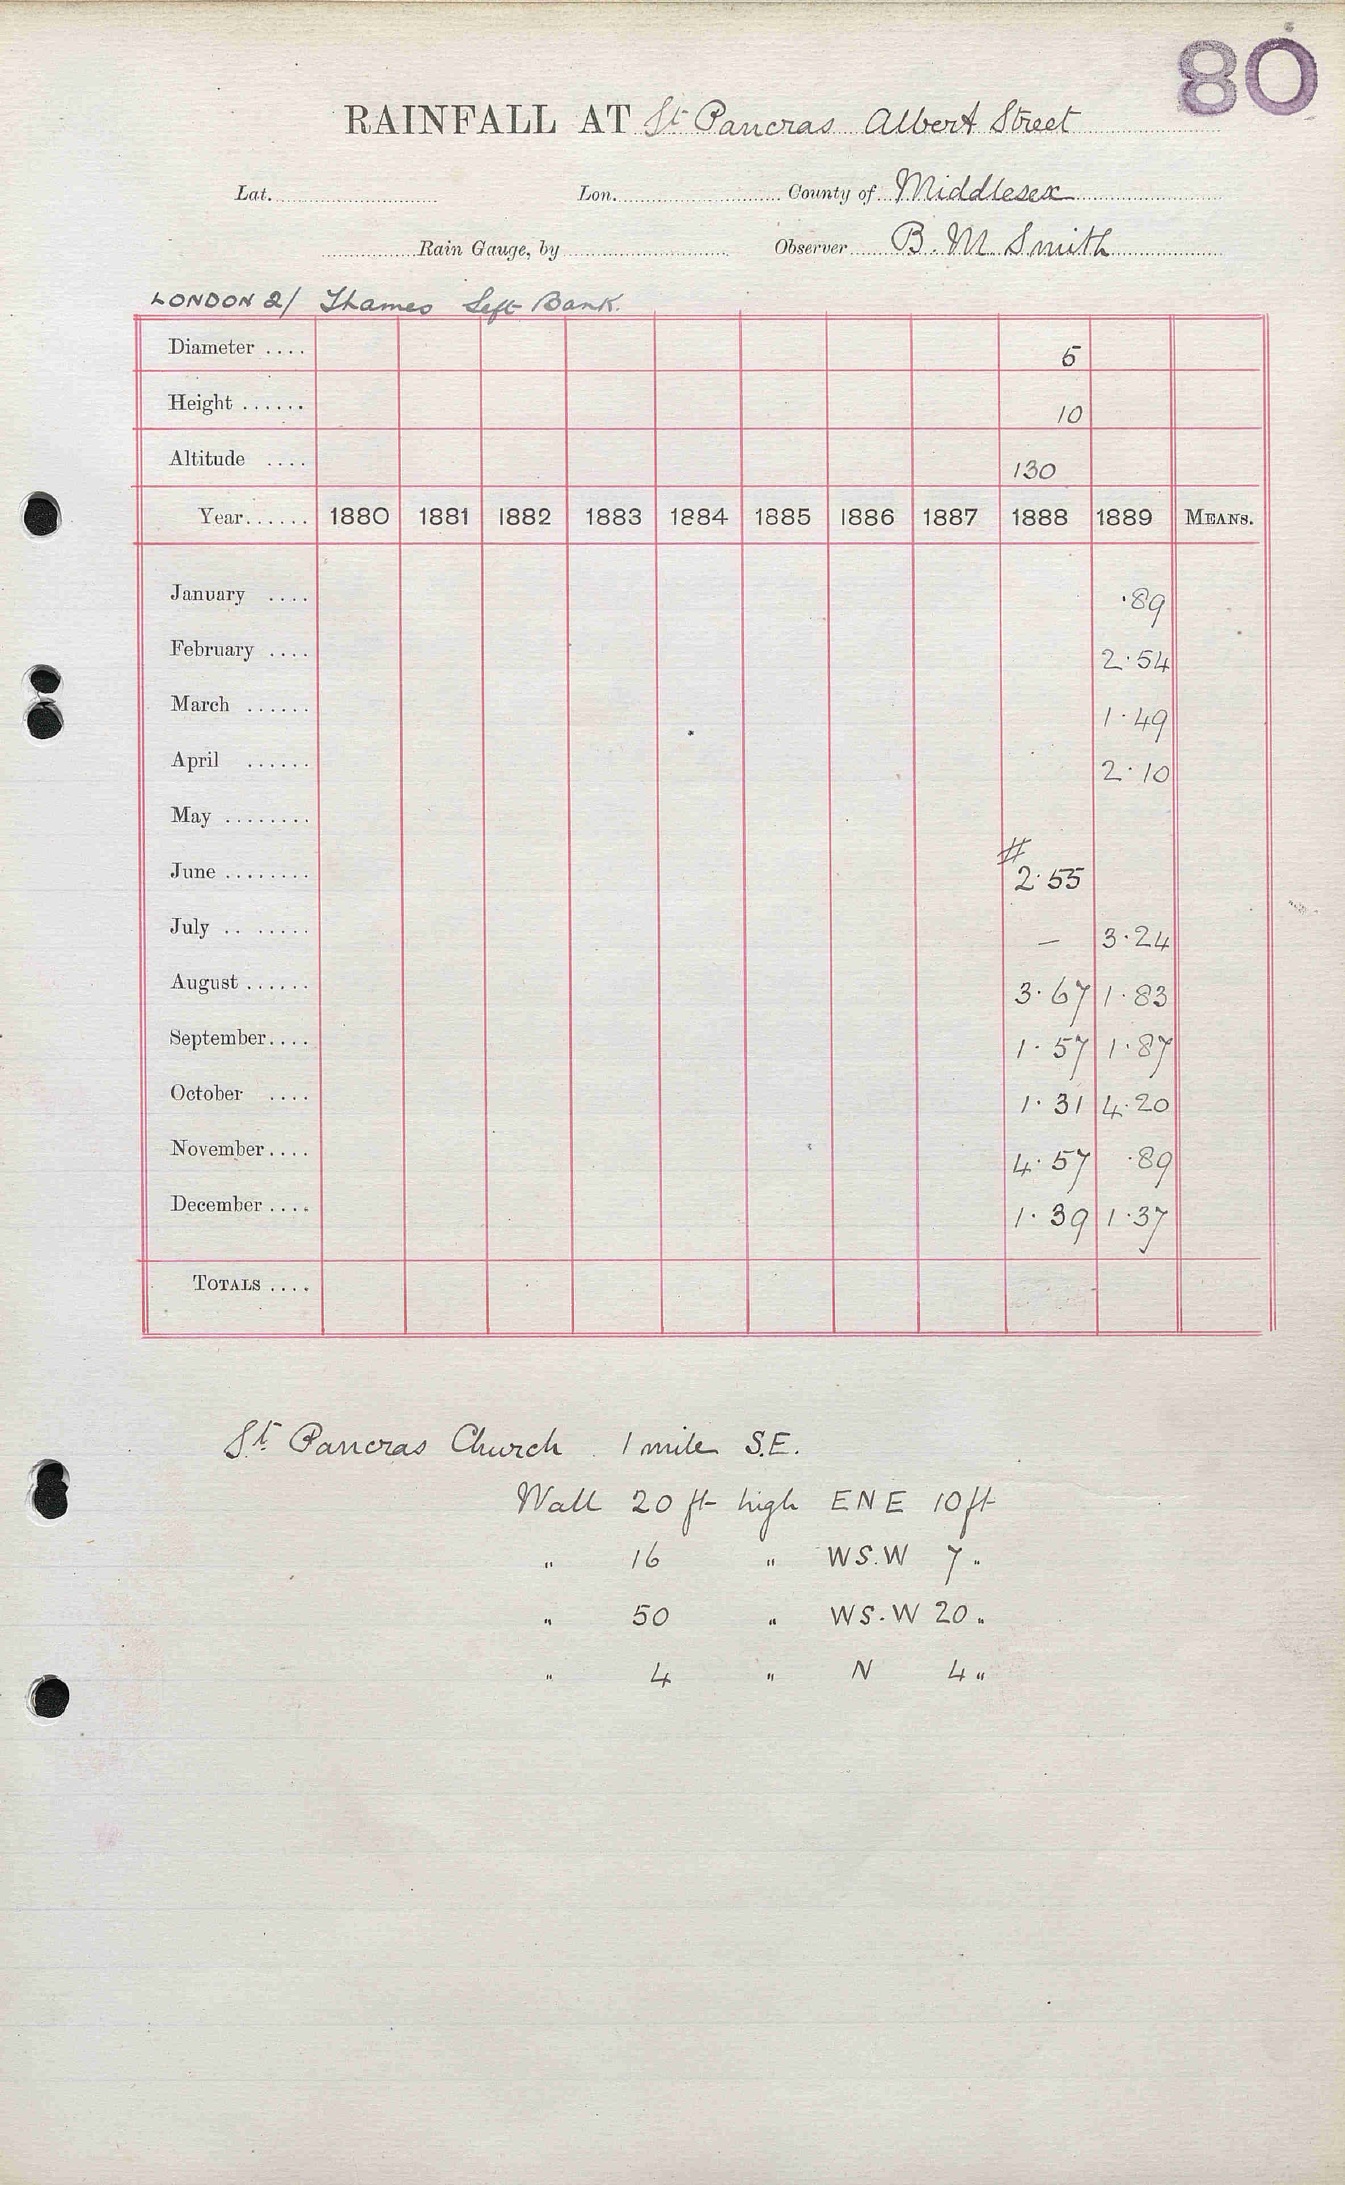 80
RAINFALL AT St Pancras Albert Street
Lat. Lon. County of Middlesex
Rain Gauge, by Observer B. M. Smith
LONDON 2/ Thames Left Bank.
Diameter .... 5
Height ...... 10
Altitude .... 130
Year...... 1880 1881 1882 1883 1884 1885 1886 1887 1888 1889 MEANS.
January .... .89
February .... 2.54
March ...... 1.49
April ...... 2.10
May ........
June ........ # 2.55
July .. ..... — 3.24
August ...... 3.67 1.83
September.... 1.57 1.87
October .... 1.31 4.20
November .... 4.57 .89
December .... 1.39 1.37
TOTALS ....
St. Pancras Church . 1 mile S.E.
Wall 20 ft high ENE 10 ft
" 16 " WS.W 7 "
" 50 " WS.W 20 "
" 4 " N 4 "